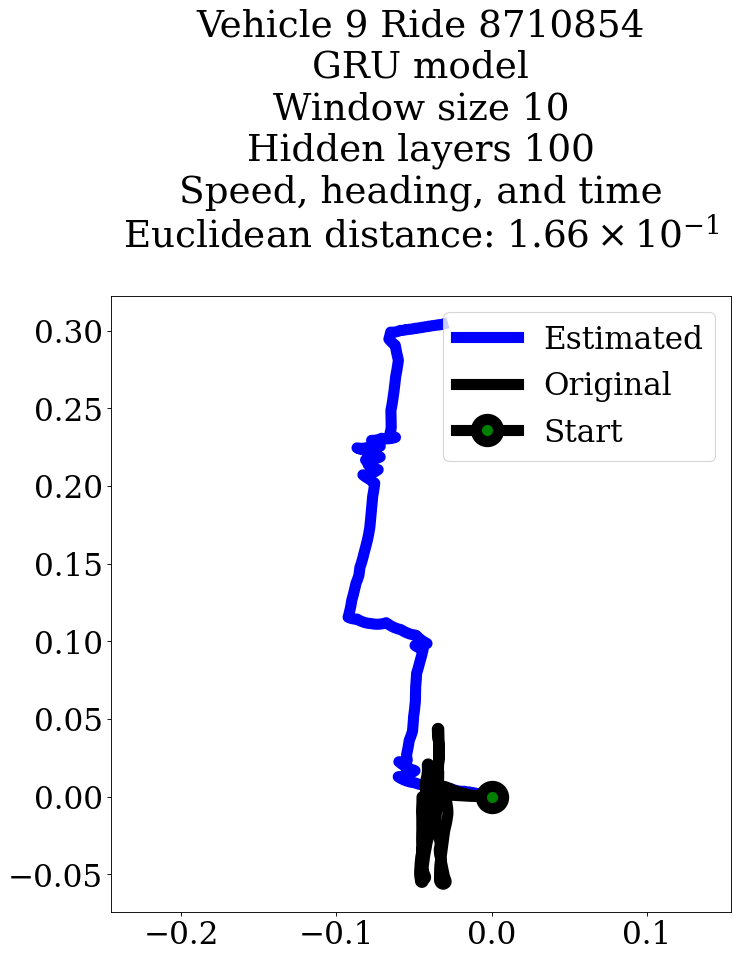 Vehicle 9 Ride 8710854
GRU model
Window size 10
Hidden layers 100
Speed, heading, and time
Euclidean distance: 1.66 × 10⁻¹
Estimated
Original
Start
0.30
0.25
0.20
0.15
0.10
0.05
0.00
−0.05
−0.2 −0.1 0.0 0.1